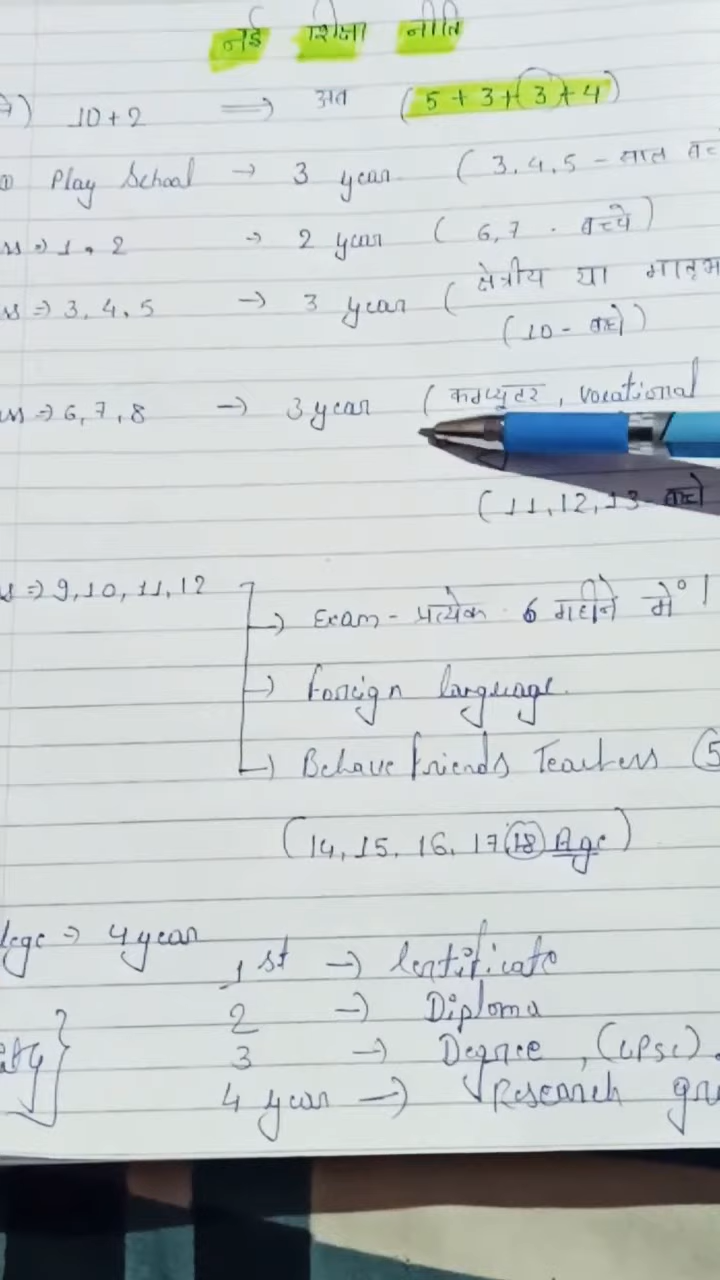 नई शिक्षा नीति
10+2 ⇒ अब (5+3+3+4)
① Play School → 3 year (3,4,5 - साल
⇒ 1, 2 → 2 year (6,7 - बच्चे)
⇒ 3,4,5 → 3 year (क्षेत्रीय या
(10 - बच्चे)
⇒ 6,7,8 → 3 year (कम्प्यूटर, vocational
(11,12,13 - बच्चे
⇒ 9,10,11,12
→ Exam - प्रत्येक 6 महीने में।
→ Foreign language.
→ Behave friends Teachers (5
(14, 15, 16, 17 18 Age)
⇒ 4 year
1st → Certificate
2 → Diploma
3 → Degree, (UPSC).
4 year → Research